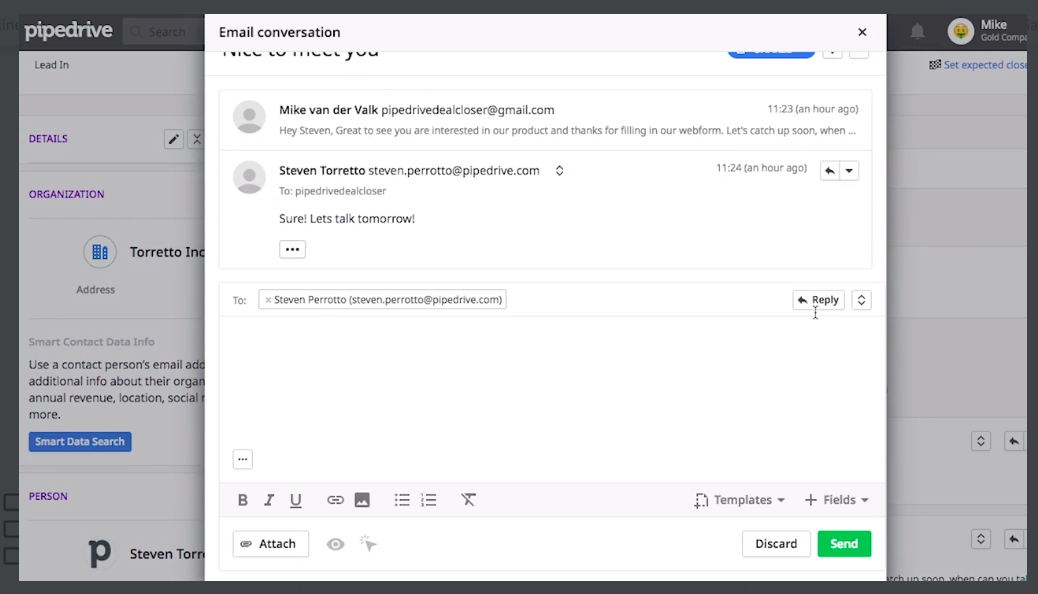 pipedrive
Search
Email conversation
Mike
Gold Compa
Nice to meet you
Lead In
Set expected close
DETAILS
ORGANIZATION
Torretto Inc
Address
Smart Contact Data Info
Use a contact person's email add
additional info about their organ
annual revenue, location, social
more.
Smart Data Search
PERSON
Steven Torre
Mike van der Valk pipedrivedealcloser@gmail.com
11:23 (an hour ago)
Hey Steven, Great to see you are interested in our product and thanks for filling in our webform. Let's catch up soon, when ...
Steven Torretto steven.perrotto@pipedrive.com
11:24 (an hour ago)
To: pipedrivedealcloser
Sure! Lets talk tomorrow!
To:
Steven Perrotto (steven.perrotto@pipedrive.com)
Reply
B I U
Templates
Fields
Attach
Discard
Send
atch up soon, when can you tal